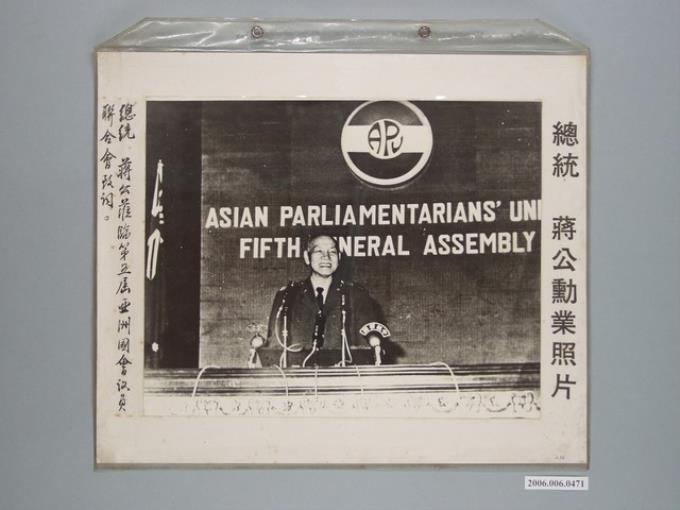 總統　蔣公勳業照片
總統　蔣公蒞臨第五屆亞洲國會議員
聯合會致詞。
APU
ASIAN PARLIAMENTARIANS' UNI
FIFTH GENERAL ASSEMBLY
2006.006.0471